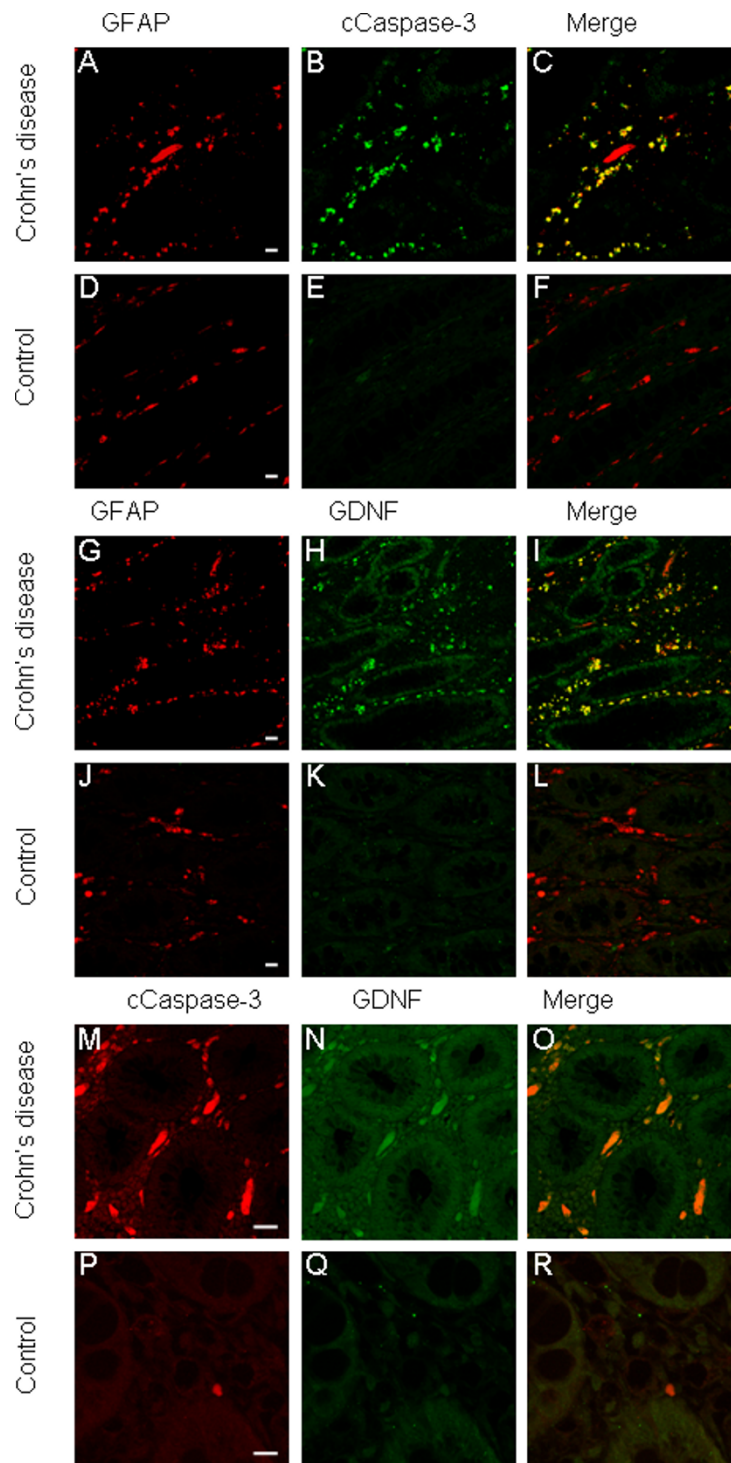 GFAP cCaspase-3 Merge
Crohn's disease
A B C
Control
D E F
GFAP GDNF Merge
Crohn's disease
G H I
Control
J K L
cCaspase-3 GDNF Merge
Crohn's disease
M N O
Control
P Q R